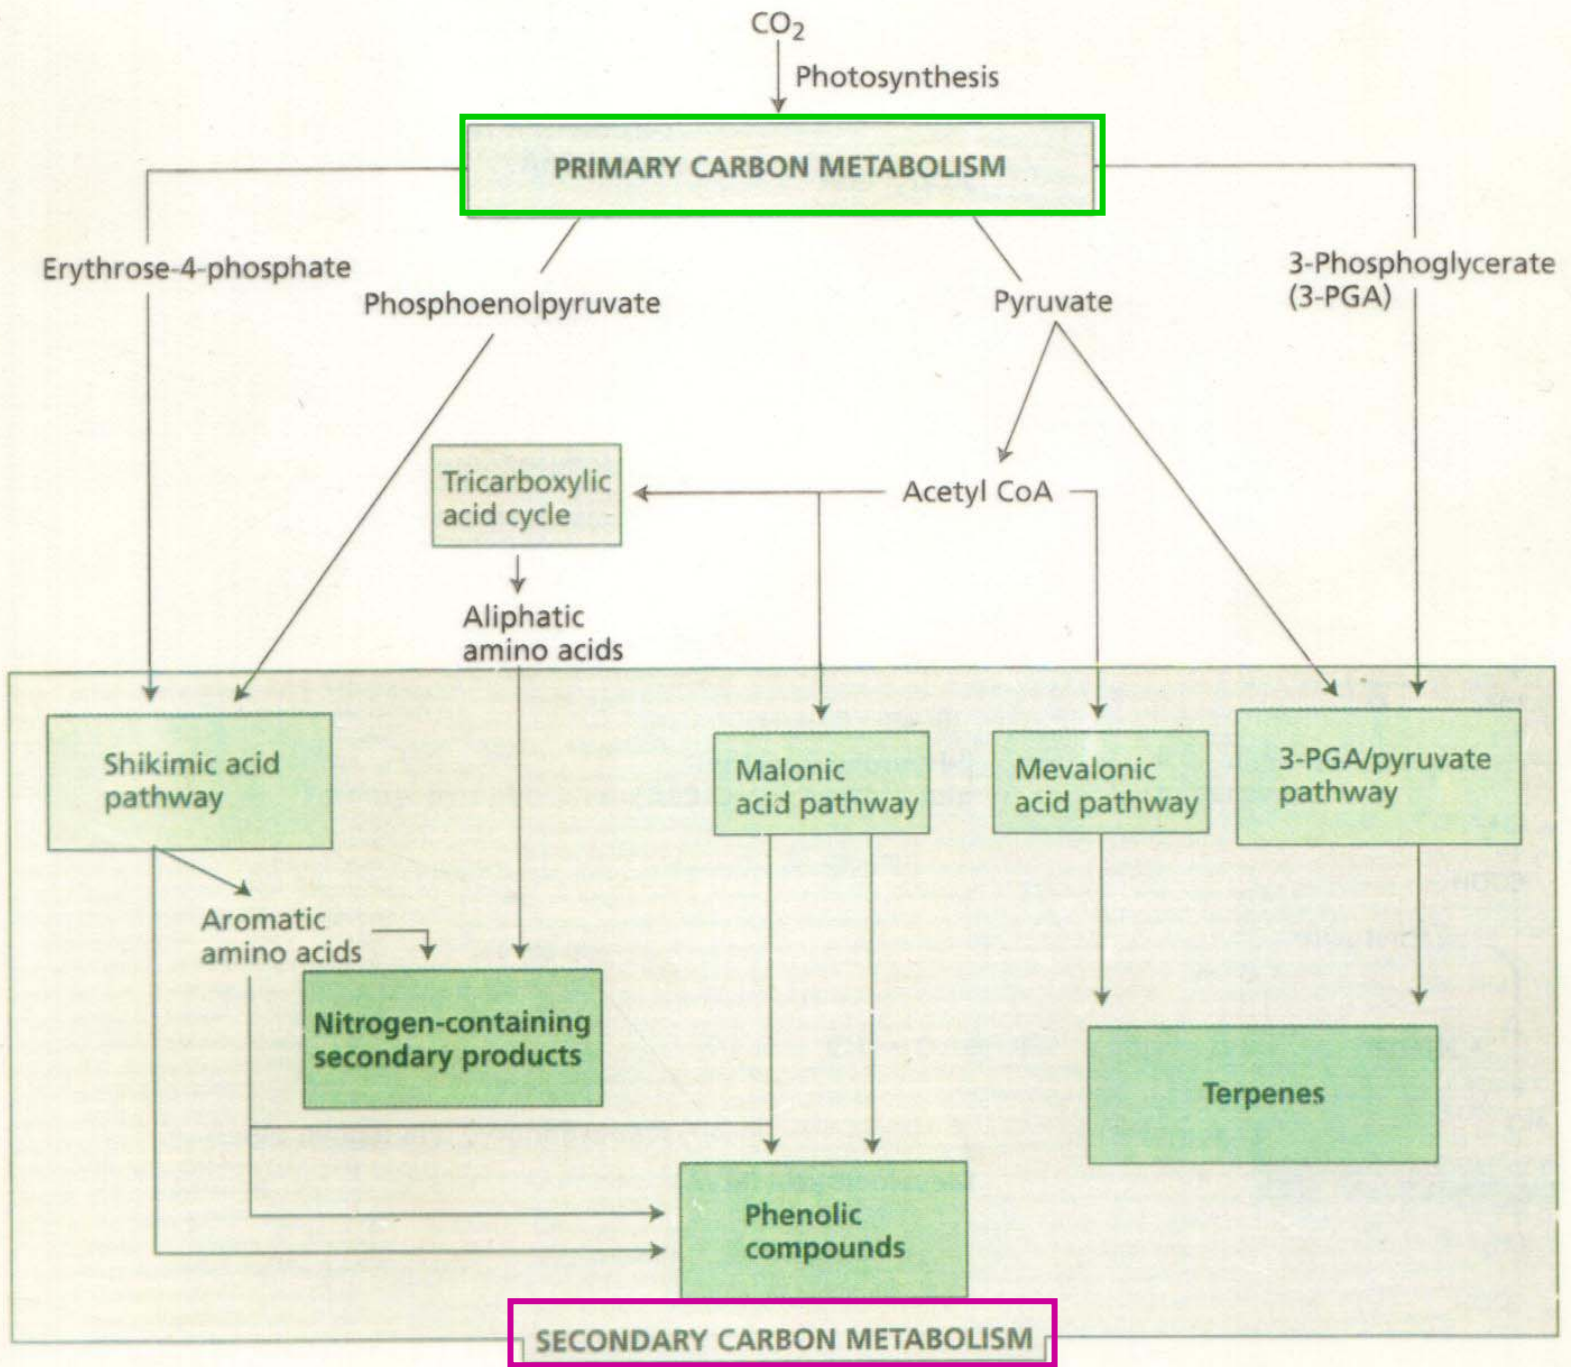 CO2
Photosynthesis
PRIMARY CARBON METABOLISM
Erythrose-4-phosphate
Phosphoenolpyruvate
Pyruvate
3-Phosphoglycerate
(3-PGA)
Tricarboxylic
acid cycle
Acetyl CoA
Aliphatic
amino acids
Shikimic acid
pathway
Malonic
acid pathway
Mevalonic
acid pathway
3-PGA/pyruvate
pathway
Aromatic
amino acids
Nitrogen-containing
secondary products
Terpenes
Phenolic
compounds
SECONDARY CARBON METABOLISM